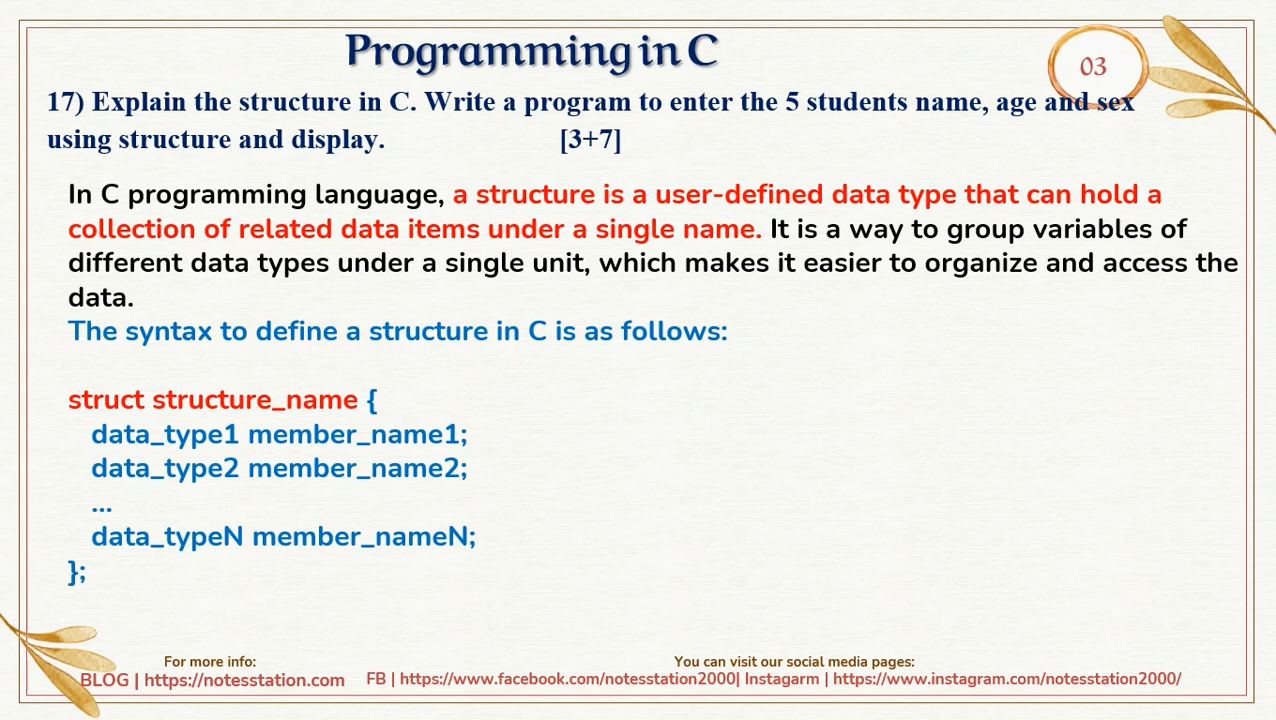 Programming in C
03
17) Explain the structure in C. Write a program to enter the 5 students name, age and sex
using structure and display. [3+7]
In C programming language, a structure is a user-defined data type that can hold a
collection of related data items under a single name. It is a way to group variables of
different data types under a single unit, which makes it easier to organize and access the
data.
The syntax to define a structure in C is as follows:
struct structure_name {
data_type1 member_name1;
data_type2 member_name2;
...
data_typeN member_nameN;
};
For more info:
BLOG | https://notesstation.com
You can visit our social media pages:
FB | https://www.facebook.com/notesstation2000| Instagarm | https://www.instagram.com/notesstation2000/